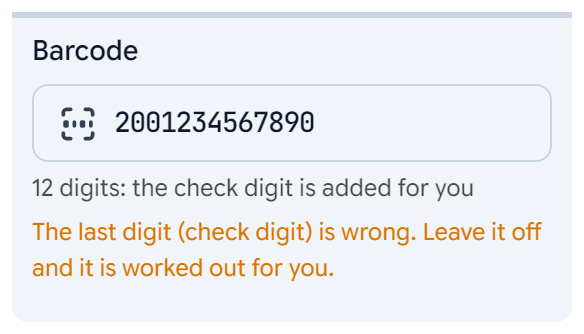 Barcode
2001234567890
12 digits: the check digit is added for you
The last digit (check digit) is wrong. Leave it off
and it is worked out for you.